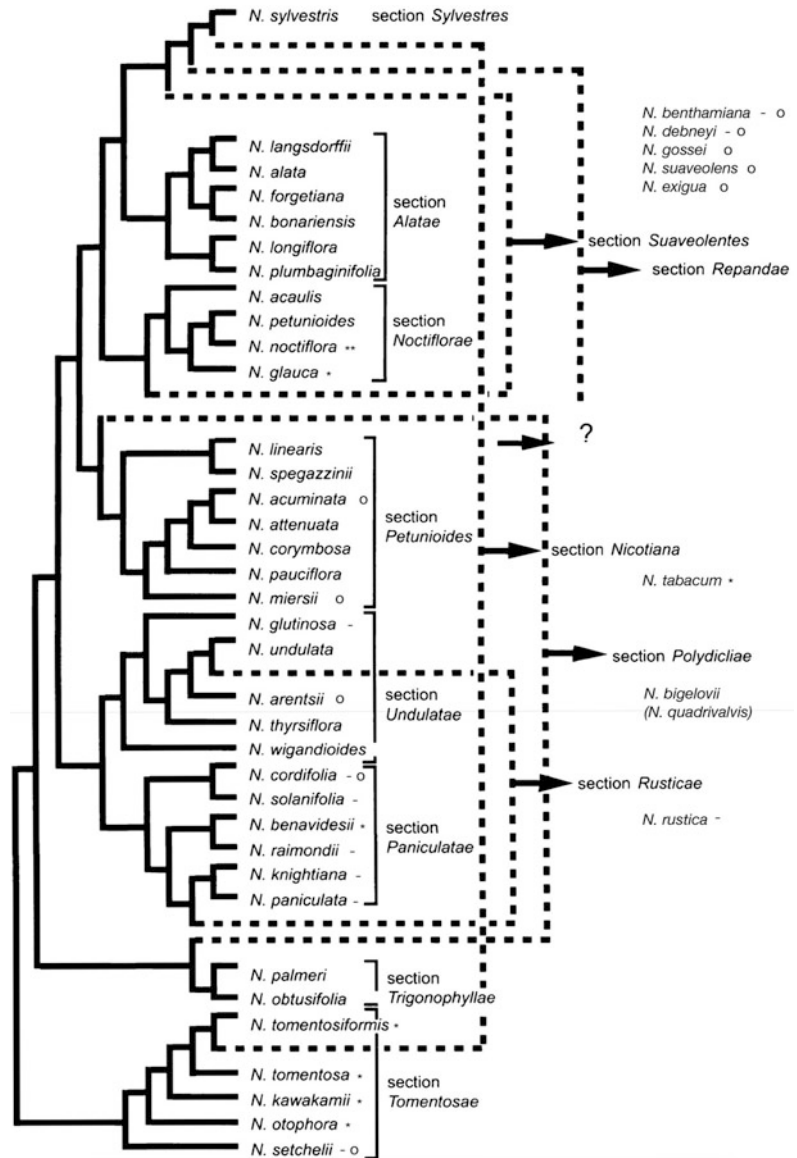 N. sylvestris section Sylvestres
N. benthamiana - o
N. debneyi - o
N. gossei o
N. suaveolens o
N. exigua o
N. langsdorffii
N. alata
N. forgetiana
N. bonariensis
N. longiflora
N. plumbaginifolia
section
Alatae
section Suaveolentes
section Repandae
N. acaulis
N. petunioides
N. noctiflora **
N. glauca *
section
Noctiflorae
?
N. linearis
N. spegazzinii
N. acuminata o
N. attenuata
N. corymbosa
N. pauciflora
N. miersii o
section
Petunioides
section Nicotiana
N. tabacum *
N. glutinosa -
N. undulata
N. arentsii o
N. thyrsiflora
N. wigandioides
section
Undulatae
section Polydicliae
N. bigelovii
(N. quadrivalvis)
N. cordifolia - o
N. solanifolia -
N. benavidesii *
N. raimondii -
N. knightiana -
N. paniculata -
section
Paniculatae
section Rusticae
N. rustica -
N. palmeri
N. obtusifolia
section
Trigonophyllae
N. tomentosiformis *
N. tomentosa *
N. kawakamii *
N. otophora *
N. setchelii - o
section
Tomentosae